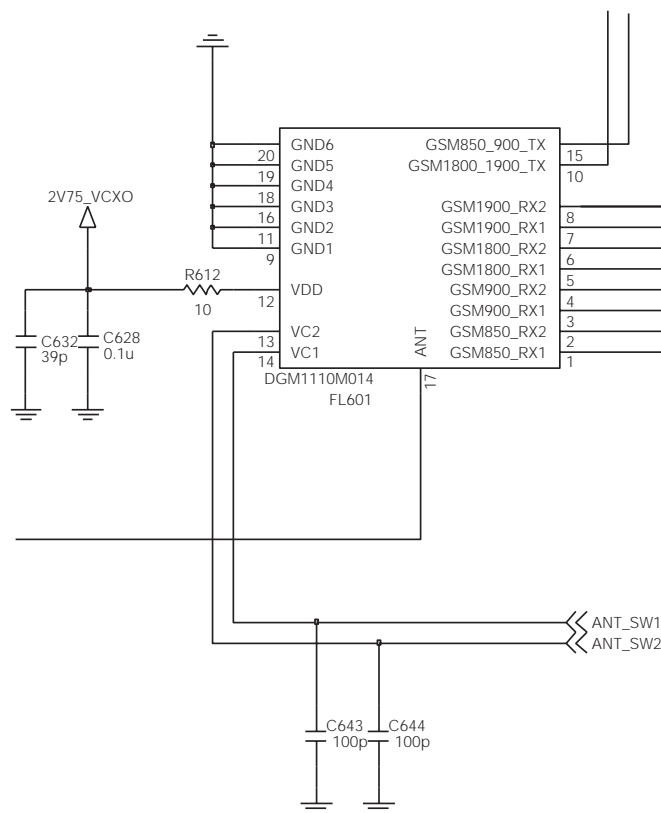 GND6 GSM850_900_TX
20 15
GND5 GSM1800_1900_TX
19 10
GND4
18
2V75_VCXO GND3 GSM1900_RX2
16 8
GND2 GSM1900_RX1
11 7
GND1 GSM1800_RX2
9 6
R612 GSM1800_RX1
5
10 VDD GSM900_RX2
12 4
GSM900_RX1
3
C632 C628 VC2 GSM850_RX2
39p 0.1u 13 2
VC1 ANT GSM850_RX1
14 17 1
DGM1110M014
FL601
ANT_SW1
ANT_SW2
C643 C644
100p 100p